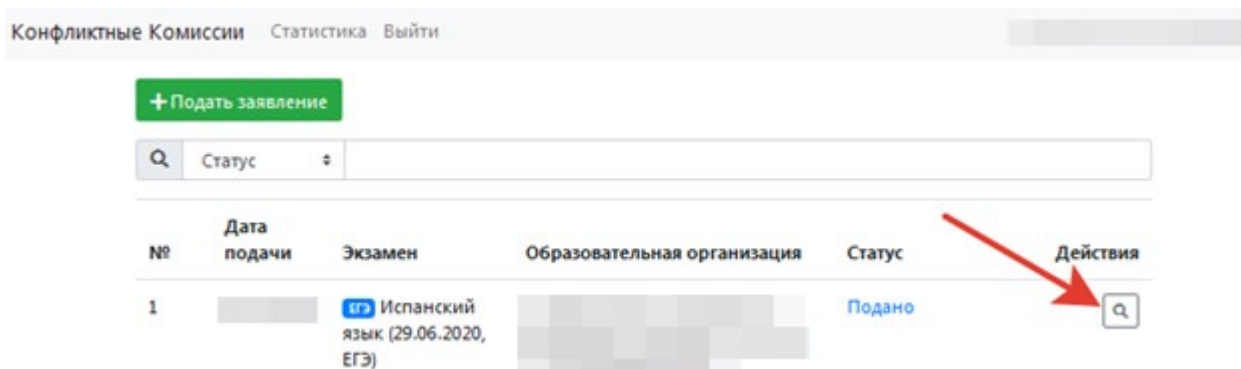 Конфликтные Комиссии Статистика Выйти
+ Подать заявление
Статус
№ Дата подачи Экзамен Образовательная организация Статус Действия
1 ЕГЭ Испанский Подано
язык (29.06.2020,
ЕГЭ)